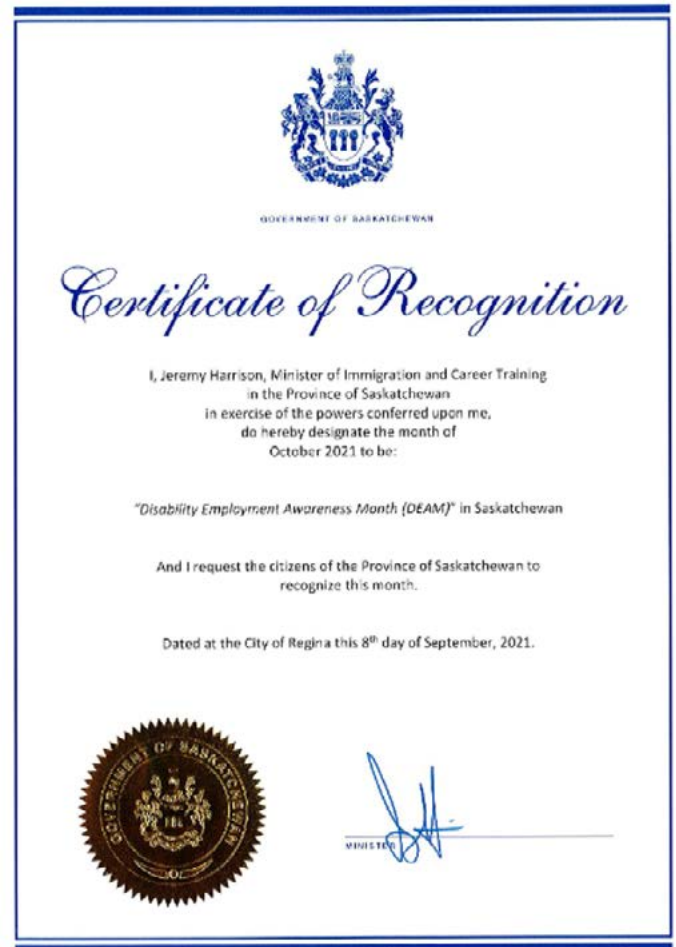 GOVERNMENT OF SASKATCHEWAN
Certificate of Recognition
I, Jeremy Harrison, Minister of Immigration and Career Training
in the Province of Saskatchewan
in exercise of the powers conferred upon me,
do hereby designate the month of
October 2021 to be:
"Disability Employment Awareness Month (DEAM)" in Saskatchewan
And I request the citizens of the Province of Saskatchewan to
recognize this month.
Dated at the City of Regina this 8th day of September, 2021.
GOVERNMENT OF SASKATCHEWAN
MINISTER